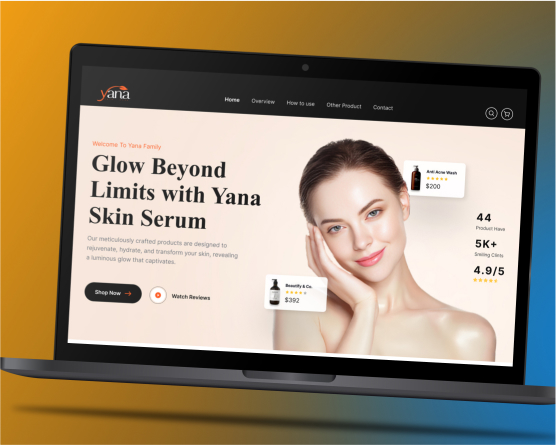 yana
Home Overview How to use Other Product Contact
Welcome To Yana Family
Glow Beyond
Limits with Yana
Skin Serum
Our meticulously crafted products are designed to
rejuvenate, hydrate, and transform your skin, revealing
a luminous glow that captivates.
Shop Now
Watch Reviews
Anti Acne Wash
$200
44
Product Have
5K+
Smiling Clints
4.9/5
Beautify & Co.
$392